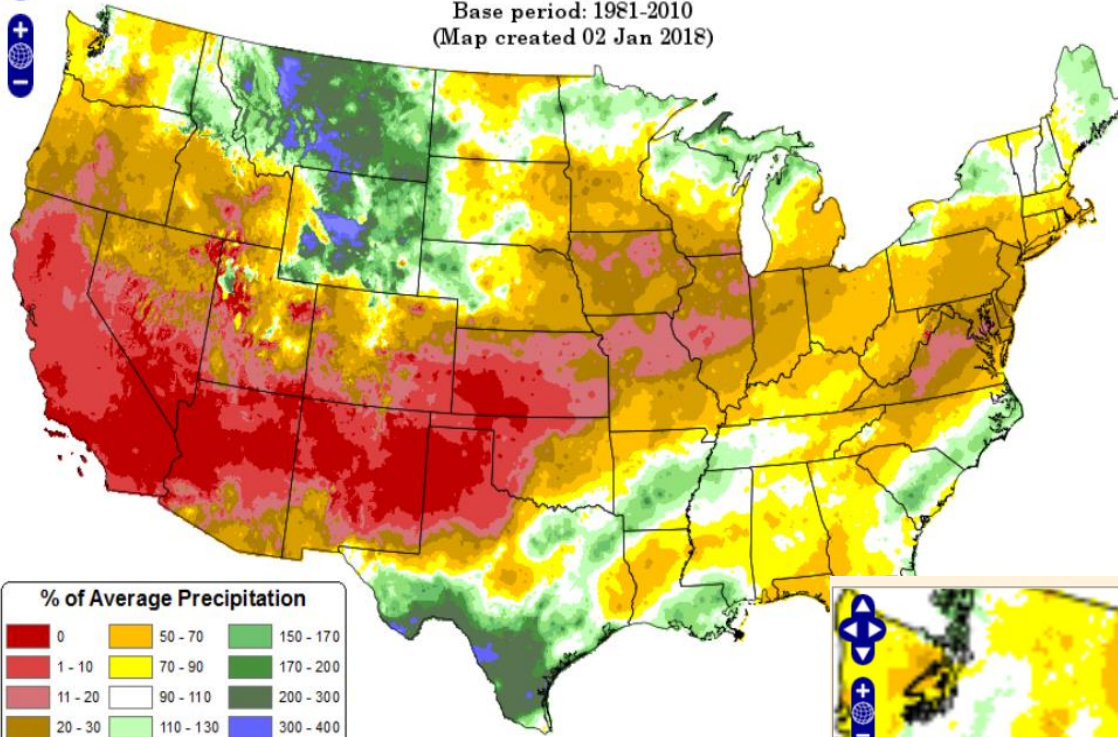 Base period: 1981-2010
(Map created 02 Jan 2018)
% of Average Precipitation
0
50 - 70
150 - 170
1 - 10
70 - 90
170 - 200
11 - 20
90 - 110
200 - 300
20 - 30
110 - 130
300 - 400